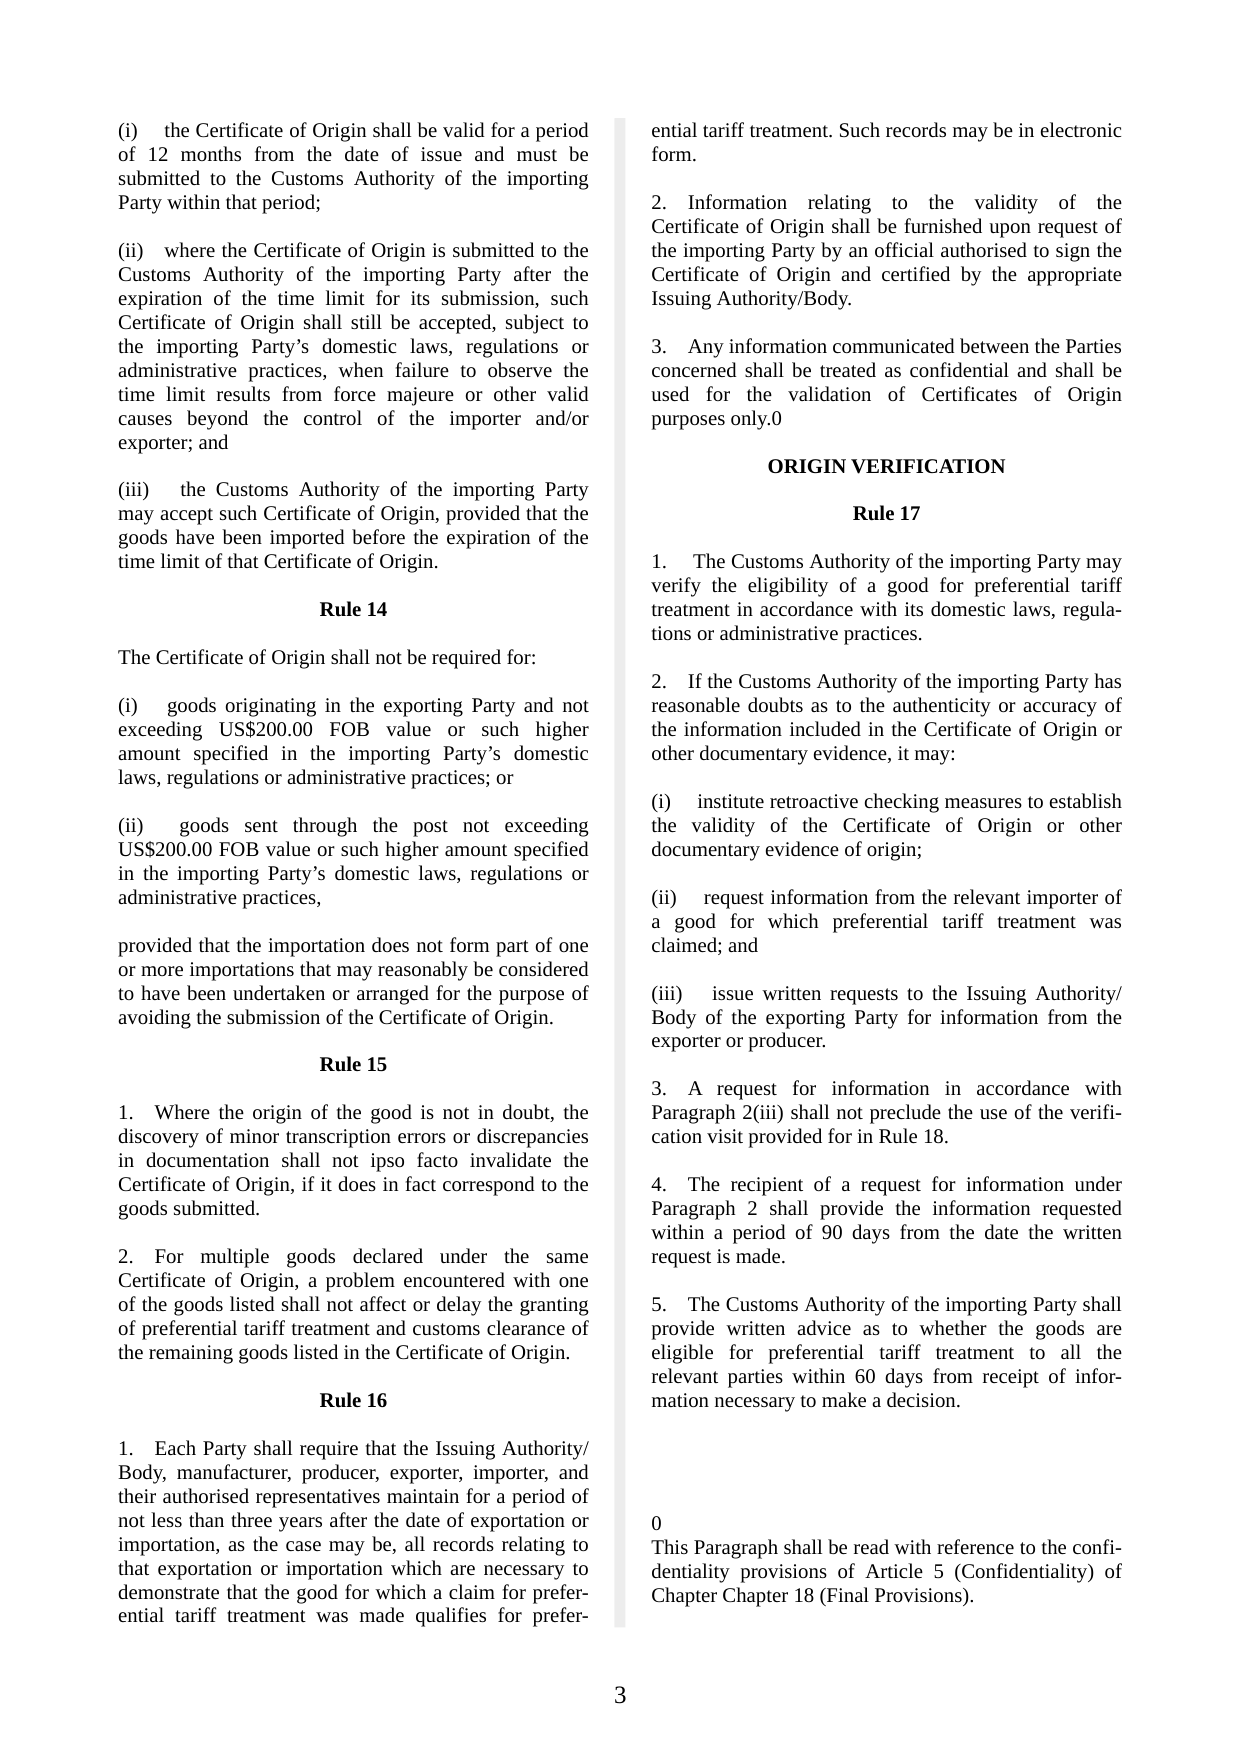 (i) the Certificate of Origin shall be valid for a period
of 12 months from the date of issue and must be
submitted to the Customs Authority of the importing
Party within that period;
(ii) where the Certificate of Origin is submitted to the
Customs Authority of the importing Party after the
expiration of the time limit for its submission, such
Certificate of Origin shall still be accepted, subject to
the importing Party’s domestic laws, regulations or
administrative practices, when failure to observe the
time limit results from force majeure or other valid
causes beyond the control of the importer and/or
exporter; and
(iii) the Customs Authority of the importing Party
may accept such Certificate of Origin, provided that the
goods have been imported before the expiration of the
time limit of that Certificate of Origin.
Rule 14
The Certificate of Origin shall not be required for:
(i) goods originating in the exporting Party and not
exceeding US$200.00 FOB value or such higher
amount specified in the importing Party’s domestic
laws, regulations or administrative practices; or
(ii) goods sent through the post not exceeding
US$200.00 FOB value or such higher amount specified
in the importing Party’s domestic laws, regulations or
administrative practices,
provided that the importation does not form part of one
or more importations that may reasonably be considered
to have been undertaken or arranged for the purpose of
avoiding the submission of the Certificate of Origin.
Rule 15
1. Where the origin of the good is not in doubt, the
discovery of minor transcription errors or discrepancies
in documentation shall not ipso facto invalidate the
Certificate of Origin, if it does in fact correspond to the
goods submitted.
2. For multiple goods declared under the same
Certificate of Origin, a problem encountered with one
of the goods listed shall not affect or delay the granting
of preferential tariff treatment and customs clearance of
the remaining goods listed in the Certificate of Origin.
Rule 16
1. Each Party shall require that the Issuing Authority/
Body, manufacturer, producer, exporter, importer, and
their authorised representatives maintain for a period of
not less than three years after the date of exportation or
importation, as the case may be, all records relating to
that exportation or importation which are necessary to
demonstrate that the good for which a claim for prefer-
ential tariff treatment was made qualifies for prefer-
ential tariff treatment. Such records may be in electronic
form.
2. Information relating to the validity of the
Certificate of Origin shall be furnished upon request of
the importing Party by an official authorised to sign the
Certificate of Origin and certified by the appropriate
Issuing Authority/Body.
3. Any information communicated between the Parties
concerned shall be treated as confidential and shall be
used for the validation of Certificates of Origin
purposes only.0
ORIGIN VERIFICATION
Rule 17
1. The Customs Authority of the importing Party may
verify the eligibility of a good for preferential tariff
treatment in accordance with its domestic laws, regula-
tions or administrative practices.
2. If the Customs Authority of the importing Party has
reasonable doubts as to the authenticity or accuracy of
the information included in the Certificate of Origin or
other documentary evidence, it may:
(i) institute retroactive checking measures to establish
the validity of the Certificate of Origin or other
documentary evidence of origin;
(ii) request information from the relevant importer of
a good for which preferential tariff treatment was
claimed; and
(iii) issue written requests to the Issuing Authority/
Body of the exporting Party for information from the
exporter or producer.
3. A request for information in accordance with
Paragraph 2(iii) shall not preclude the use of the verifi-
cation visit provided for in Rule 18.
4. The recipient of a request for information under
Paragraph 2 shall provide the information requested
within a period of 90 days from the date the written
request is made.
5. The Customs Authority of the importing Party shall
provide written advice as to whether the goods are
eligible for preferential tariff treatment to all the
relevant parties within 60 days from receipt of infor-
mation necessary to make a decision.
0
This Paragraph shall be read with reference to the confi-
dentiality provisions of Article 5 (Confidentiality) of
Chapter Chapter 18 (Final Provisions).
3